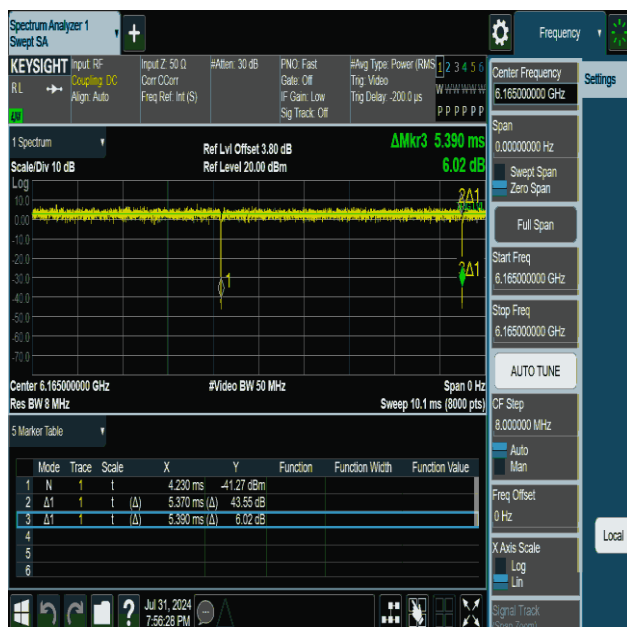 Spectrum Analyzer 1
Swept SA
+
Frequency
KEYSIGHT
RL
Input: RF
Coupling: DC
Align: Auto
Input Z: 50 Ω
Corr CCorr
Freq Ref: Int (S)
#Atten: 30 dB
PNO: Fast
Gate: Off
IF Gain: Low
Sig Track: Off
#Avg Type: Power (RMS
Trig: Video
Trig Delay: -200.0 µs
1 2 3 4 5 6
W W W W W W
P P P P P P
1 Spectrum
Scale/Div 10 dB
Ref Lvl Offset 3.80 dB
Ref Level 20.00 dBm
ΔMkr3 5.390 ms
6.02 dB
Log
10.0
0.00
-10.0
-20.0
-30.0
-40.0
-50.0
-60.0
-70.0
1
2Δ1
Center 6.165000000 GHz
Res BW 8 MHz
#Video BW 50 MHz
Span 0 Hz
Sweep 10.1 ms (8000 pts)
5 Marker Table
Mode Trace Scale X Y Function Function Width Function Value
1 N 1 t 4.230 ms -41.27 dBm
2 Δ1 1 t (Δ) 5.370 ms (Δ) 43.55 dB
3 Δ1 1 t (Δ) 5.390 ms (Δ) 6.02 dB
4
5
6
?
Jul 31, 2024
7:56:28 PM
Center Frequency
6.165000000 GHz
Span
0.00000000 Hz
Swept Span
Zero Span
Full Span
Start Freq
6.165000000 GHz
Stop Freq
6.165000000 GHz
AUTO TUNE
CF Step
8.000000 MHz
Auto
Man
Freq Offset
0 Hz
X Axis Scale
Log
Lin
Signal Track
(Span Zoom)
Settings
Local